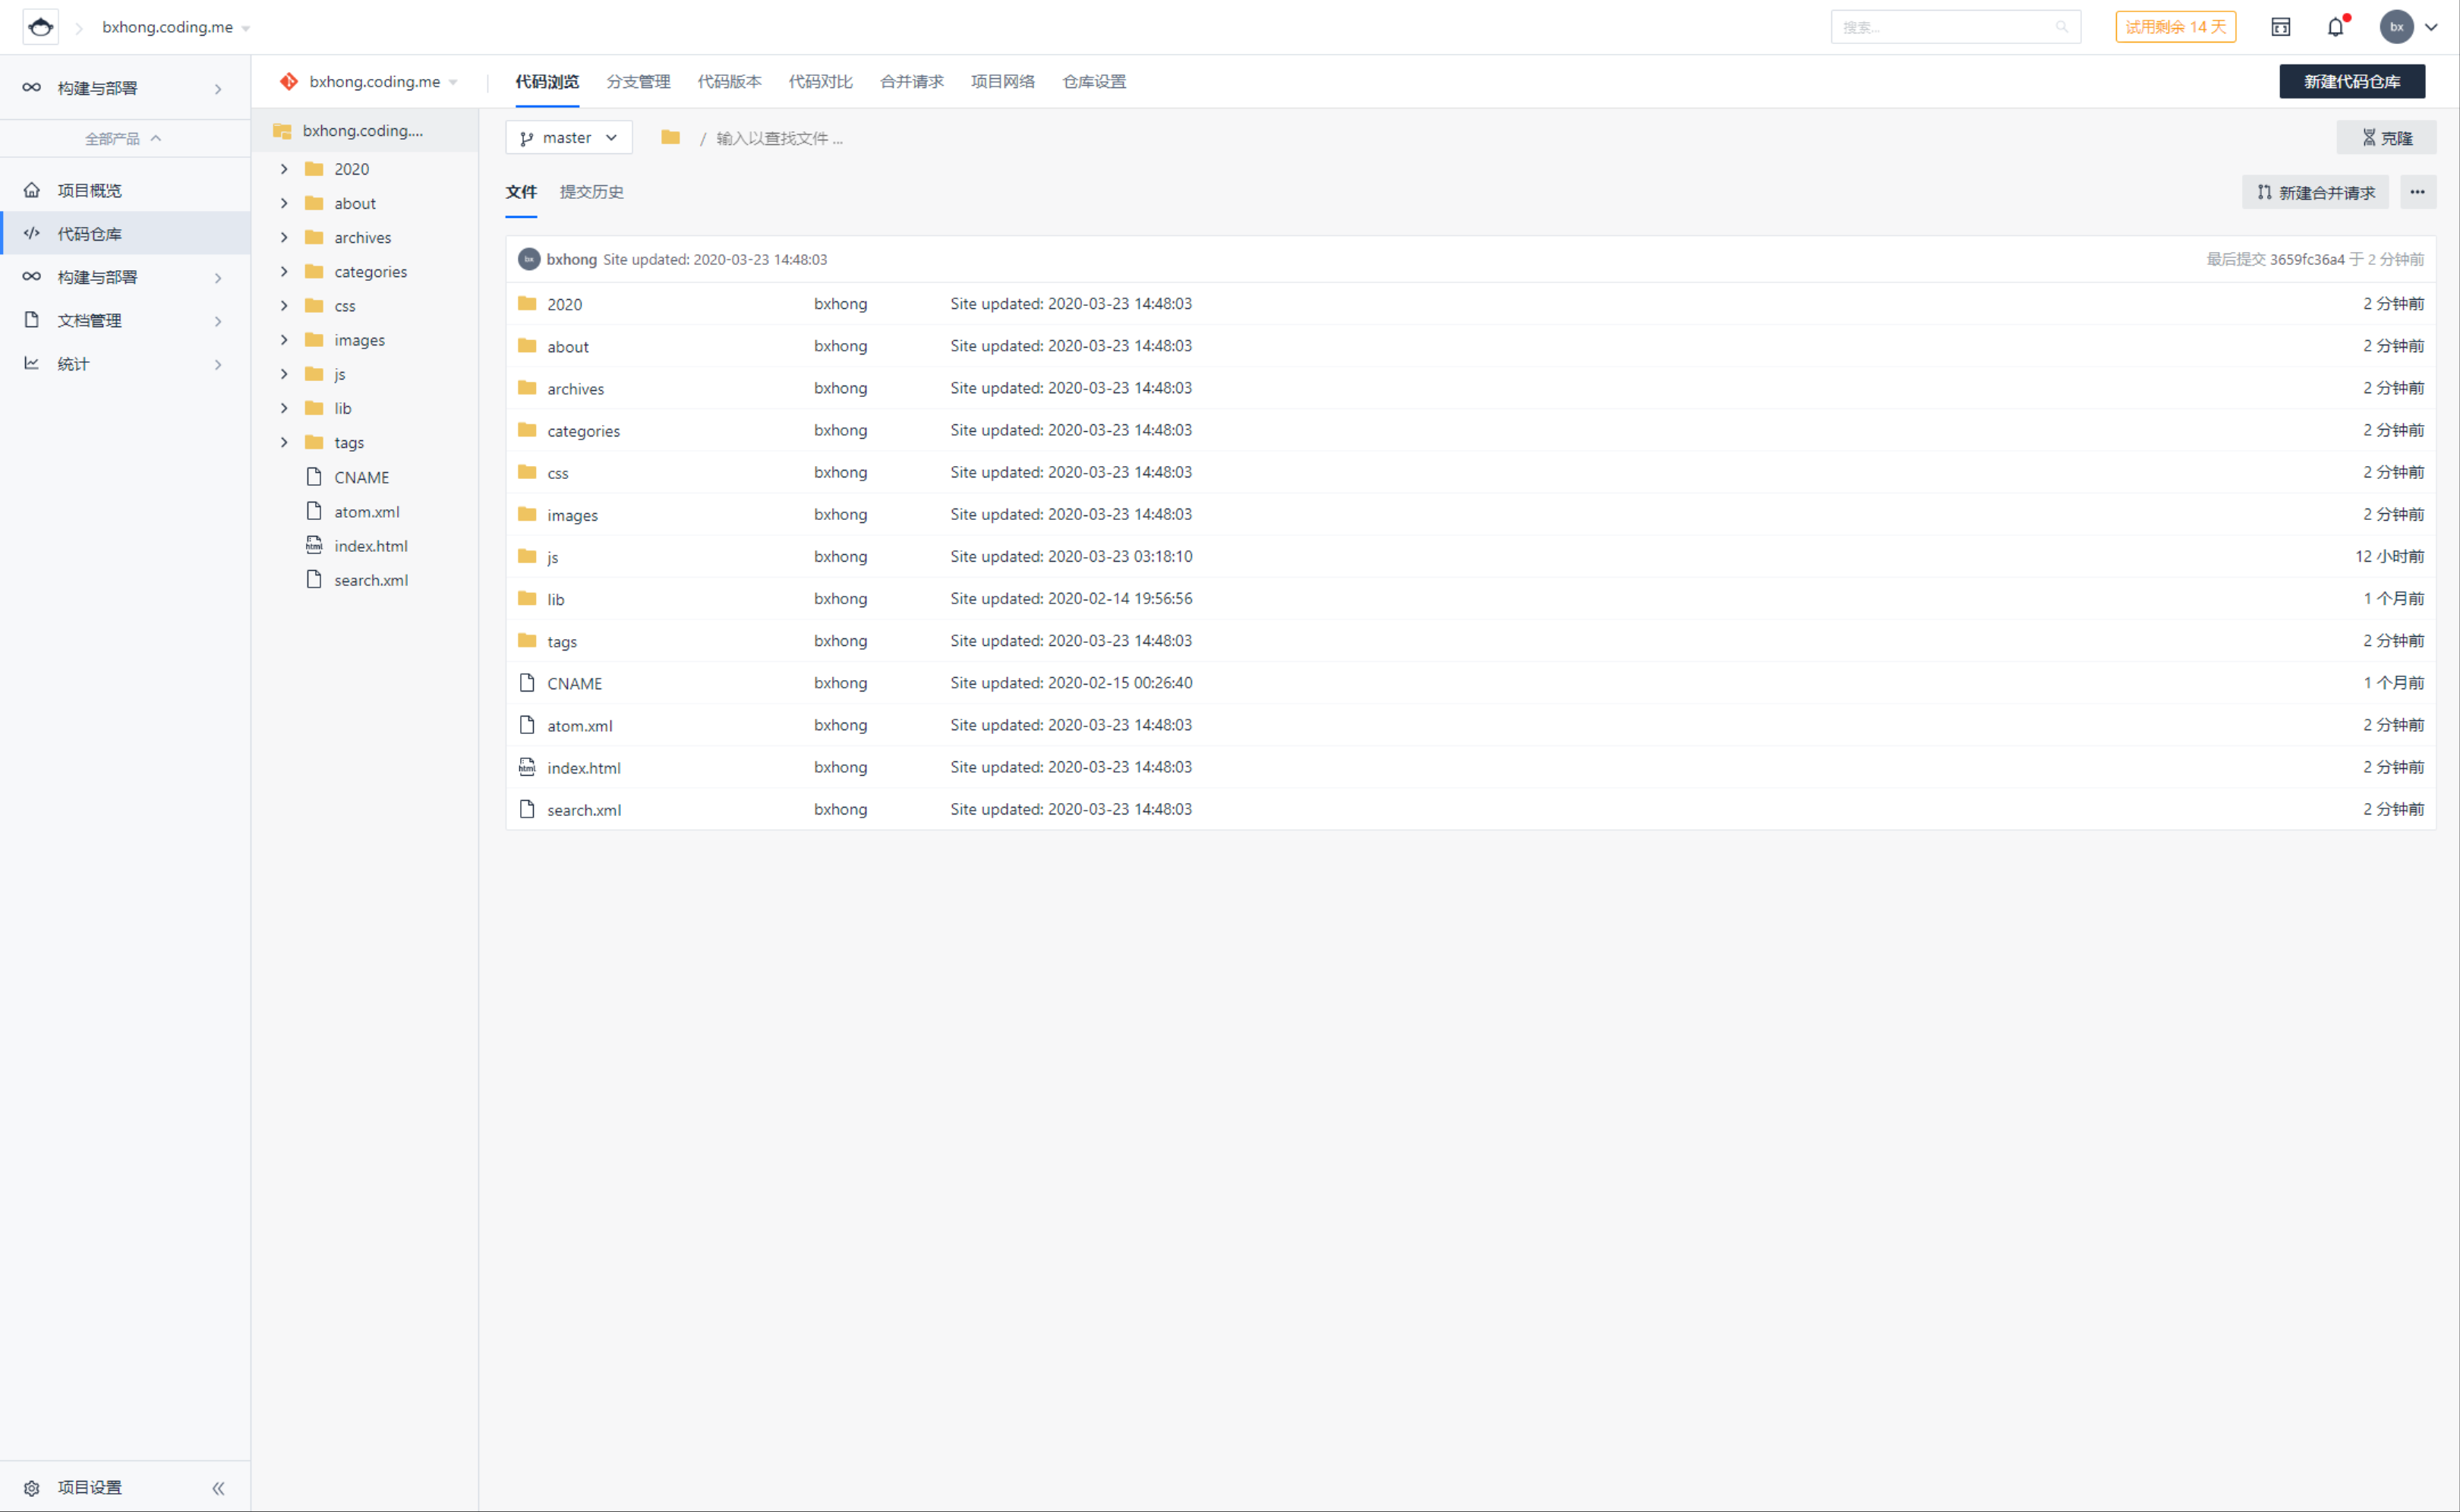 bxhong.coding.me
搜索...
试用剩余 14 天
bx
构建与部署
全部产品
项目概览
代码仓库
构建与部署
文档管理
统计
项目设置
bxhong.coding.me
代码浏览 分支管理 代码版本 代码对比 合并请求 项目网络 仓库设置
新建代码仓库
bxhong.coding....
2020
about
archives
categories
css
images
js
lib
tags
CNAME
atom.xml
html index.html
search.xml
master
/ 输入以查找文件 ...
克隆
文件 提交历史
新建合并请求
bx bxhong Site updated: 2020-03-23 14:48:03 最后提交 3659fc36a4 于 2 分钟前
2020 bxhong Site updated: 2020-03-23 14:48:03 2 分钟前
about bxhong Site updated: 2020-03-23 14:48:03 2 分钟前
archives bxhong Site updated: 2020-03-23 14:48:03 2 分钟前
categories bxhong Site updated: 2020-03-23 14:48:03 2 分钟前
css bxhong Site updated: 2020-03-23 14:48:03 2 分钟前
images bxhong Site updated: 2020-03-23 14:48:03 2 分钟前
js bxhong Site updated: 2020-03-23 03:18:10 12 小时前
lib bxhong Site updated: 2020-02-14 19:56:56 1 个月前
tags bxhong Site updated: 2020-03-23 14:48:03 2 分钟前
CNAME bxhong Site updated: 2020-02-15 00:26:40 1 个月前
atom.xml bxhong Site updated: 2020-03-23 14:48:03 2 分钟前
html index.html bxhong Site updated: 2020-03-23 14:48:03 2 分钟前
search.xml bxhong Site updated: 2020-03-23 14:48:03 2 分钟前